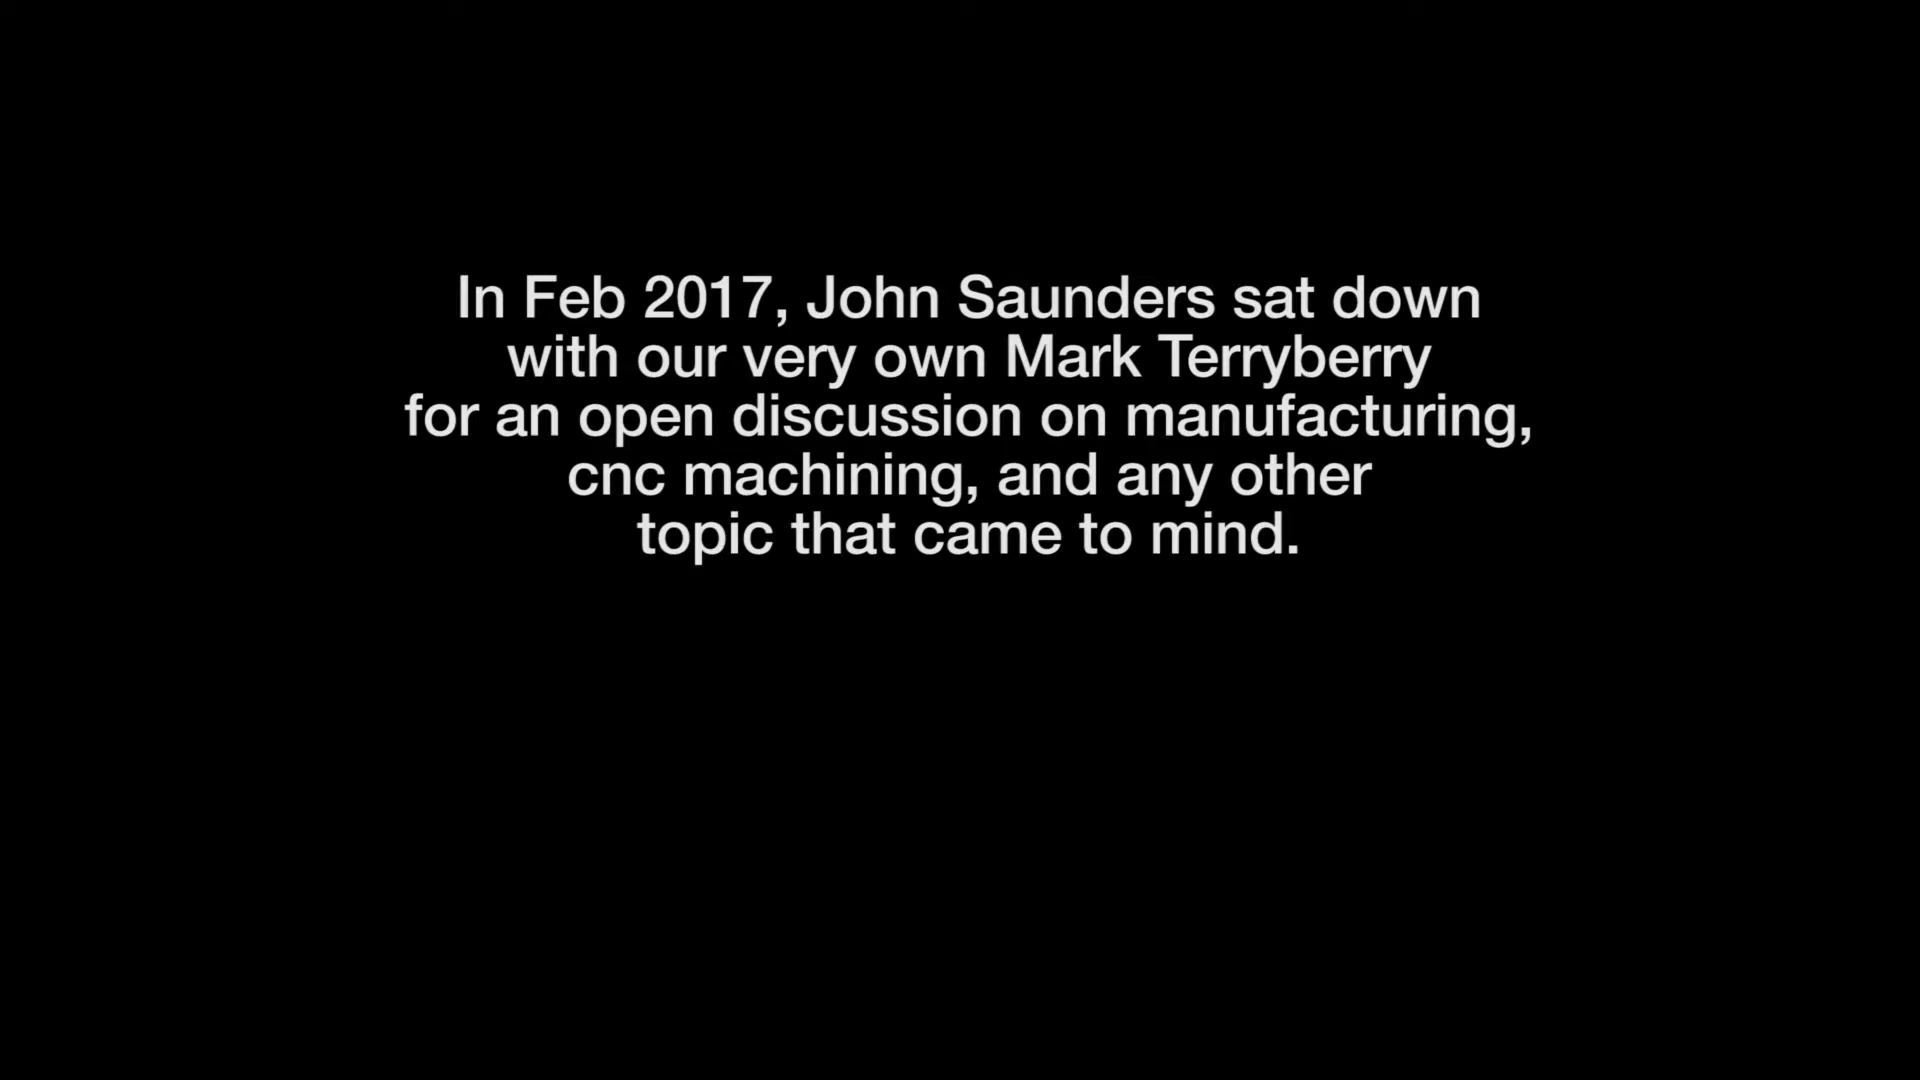 In Feb 2017, John Saunders sat down
with our very own Mark Terryberry
for an open discussion on manufacturing,
cnc machining, and any other
topic that came to mind.